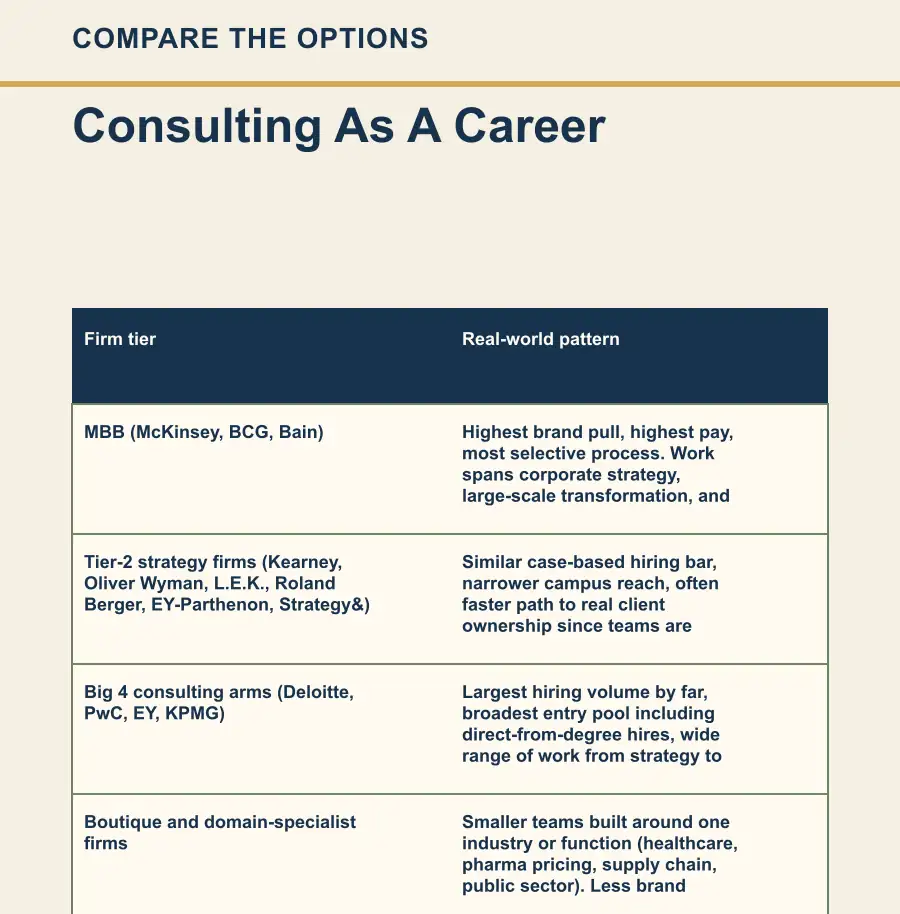 COMPARE THE OPTIONS
Consulting As A Career
Firm tier
Real-world pattern
MBB (McKinsey, BCG, Bain)
Highest brand pull, highest pay,
most selective process. Work
spans corporate strategy,
large-scale transformation, and
Tier-2 strategy firms (Kearney,
Oliver Wyman, L.E.K., Roland
Berger, EY-Parthenon, Strategy&)
Similar case-based hiring bar,
narrower campus reach, often
faster path to real client
ownership since teams are
Big 4 consulting arms (Deloitte,
PwC, EY, KPMG)
Largest hiring volume by far,
broadest entry pool including
direct-from-degree hires, wide
range of work from strategy to
Boutique and domain-specialist
firms
Smaller teams built around one
industry or function (healthcare,
pharma pricing, supply chain,
public sector). Less brand